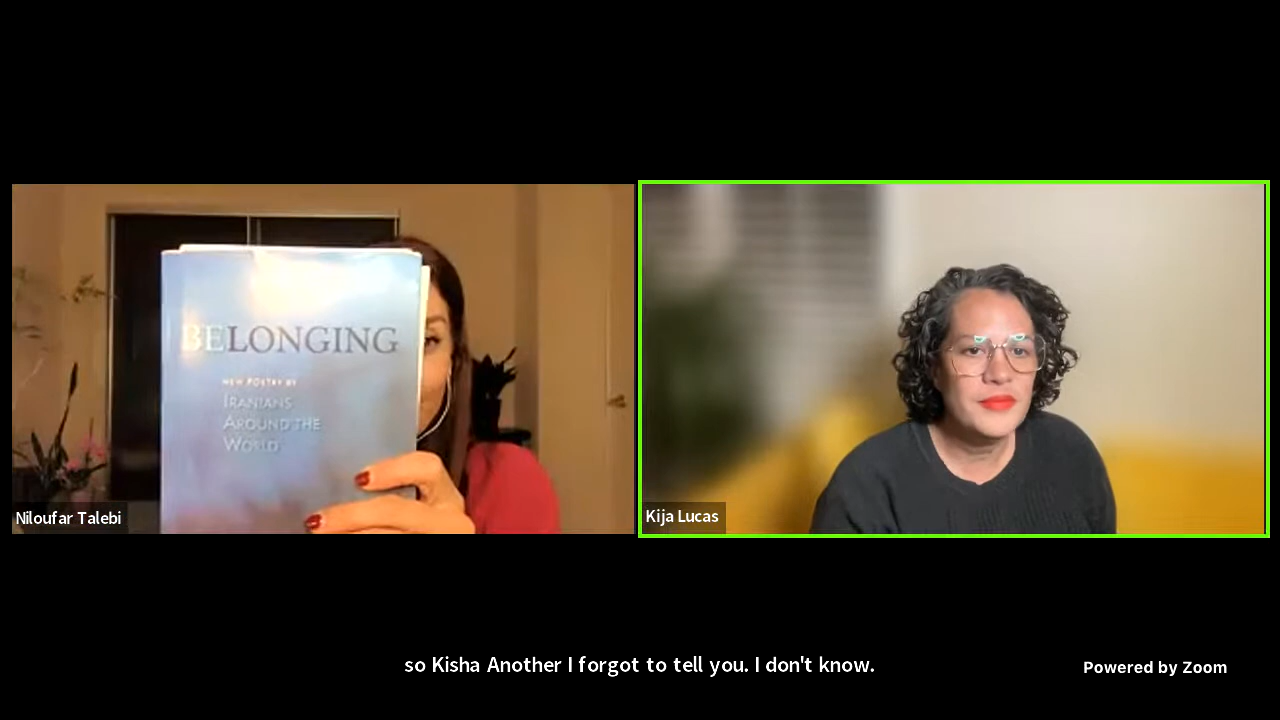 BELONGING
NEW POETRY BY
IRANIANS
AROUND THE
WORLD
Niloufar Talebi
Kija Lucas
so Kisha Another I forgot to tell you. I don't know.
Powered by Zoom